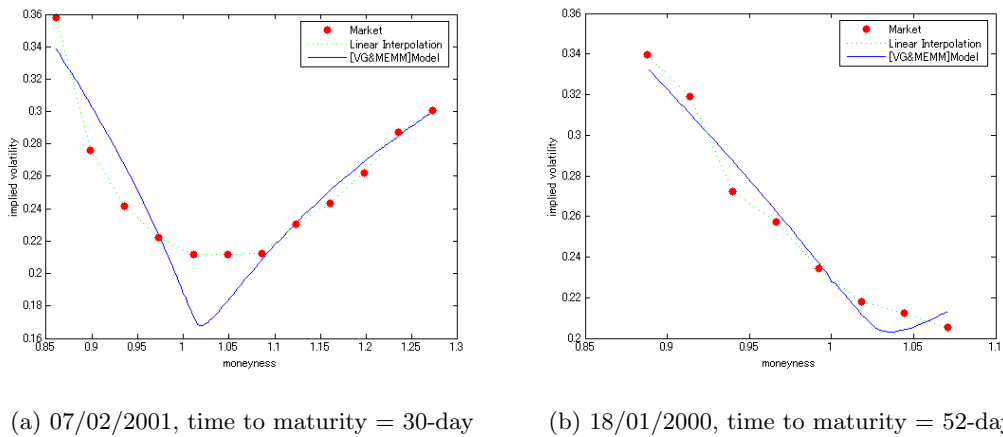 0.36
0.34
0.32
0.3
0.28
0.26
0.24
0.22
0.2
0.18
0.16
implied volatility
0.85 0.9 0.95 1 1.05 1.1 1.15 1.2 1.25 1.3
moneyness
Market
Linear Interpolation
[VG&MEMM]Model
0.36
0.34
0.32
0.3
0.28
0.26
0.24
0.22
0.2
implied volatility
0.85 0.9 0.95 1 1.05 1.1
moneyness
Market
Linear Interpolation
[VG&MEMM]Model
(a) 07/02/2001, time to maturity = 30-day
(b) 18/01/2000, time to maturity = 52-day